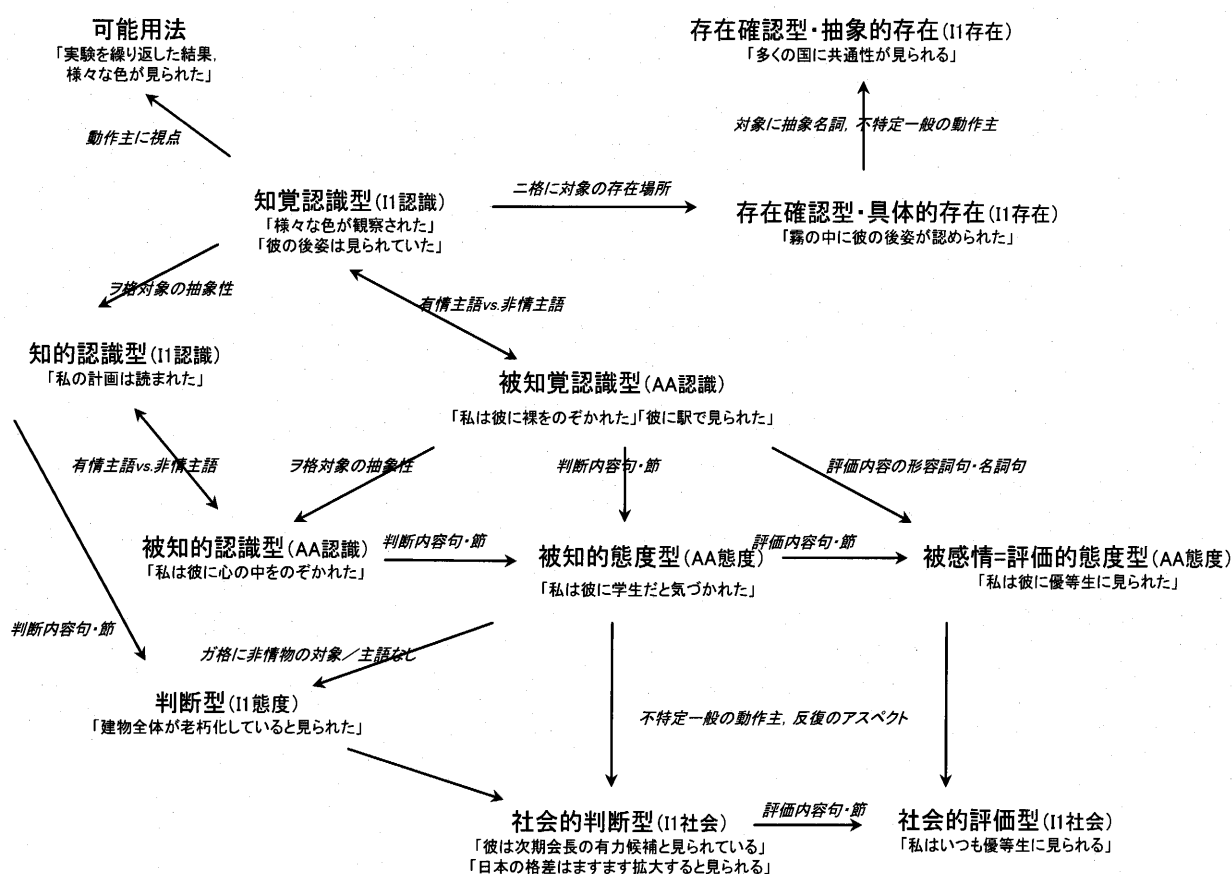 可能用法
「実験を繰り返した結果,
様々な色が見られた」
存在確認型・抽象的存在(I1存在)
「多くの国に共通性が見られる」
動作主に視点
対象に抽象名詞, 不特定一般の動作主
知覚認識型(I1認識)
「様々な色が観察された」
「彼の後姿は見られていた」
ニ格に対象の存在場所
存在確認型・具体的存在(I1存在)
「霧の中に彼の後姿が認められた」
ヲ格対象の抽象性
有情主語vs.非情主語
知的認識型(I1認識)
「私の計画は読まれた」
被知覚認識型(AA認識)
「私は彼に裸をのぞかれた」「彼に駅で見られた」
有情主語vs.非情主語
ヲ格対象の抽象性
判断内容句・節
評価内容の形容詞句・名詞句
被知的認識型(AA認識)
「私は彼に心の中をのぞかれた」
判断内容句・節
被知的態度型(AA態度)
「私は彼に学生だと気づかれた」
評価内容句・節
被感情=評価的態度型(AA態度)
「私は彼に優等生に見られた」
判断内容句・節
ガ格に非情物の対象/主語なし
判断型(I1態度)
「建物全体が老朽化していると見られた」
不特定一般の動作主, 反復のアスペクト
社会的判断型(I1社会)
「彼は次期会長の有力候補と見られている」
「日本の格差はますます拡大すると見られる」
評価内容句・節
社会的評価型(I1社会)
「私はいつも優等生に見られる」